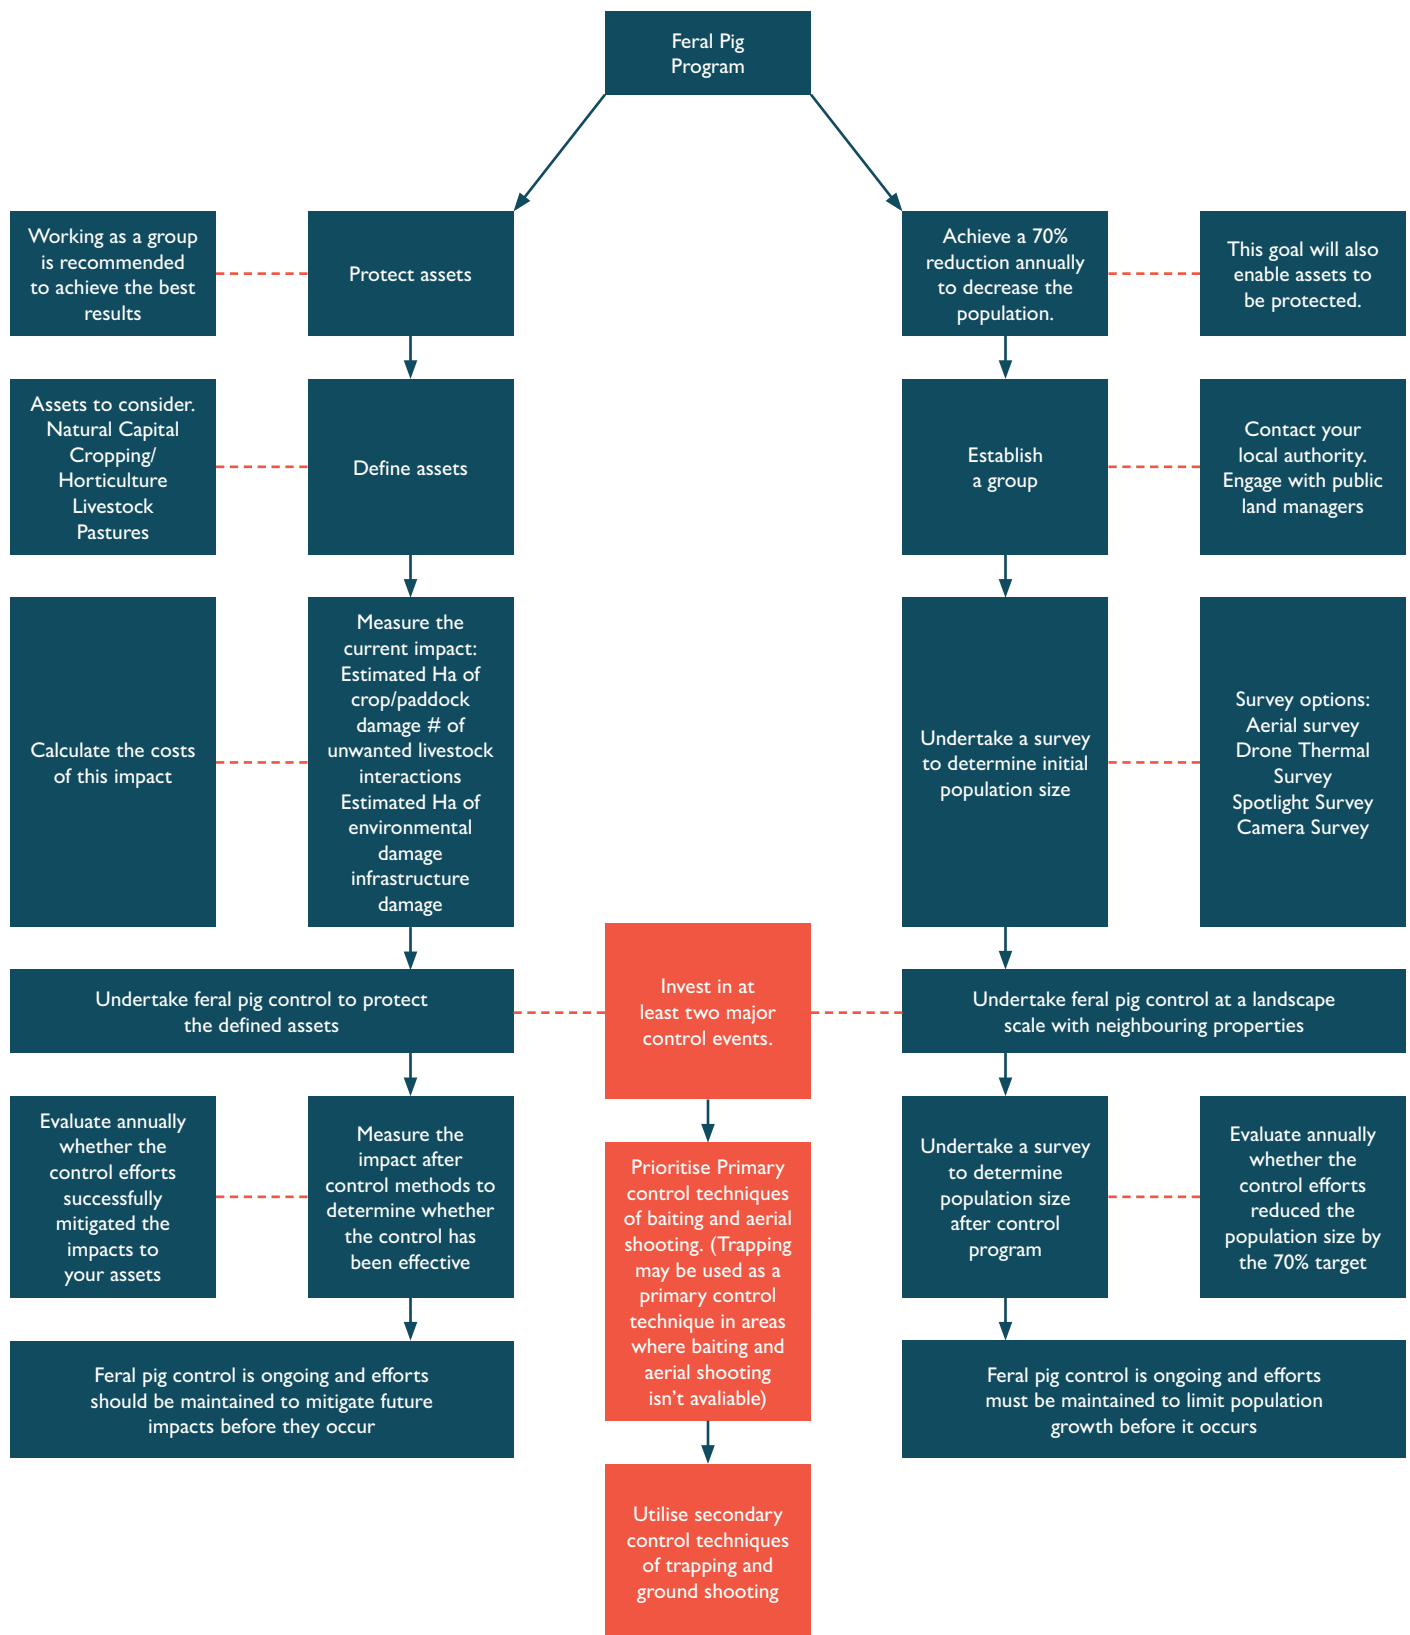 Feral Pig
Program
Working as a group
is recommended
to achieve the best
results
Protect assets
Achieve a 70%
reduction annually
to decrease the
population.
This goal will also
enable assets to
be protected.
Assets to consider.
Natural Capital
Cropping/
Horticulture
Livestock
Pastures
Define assets
Establish
a group
Contact your
local authority.
Engage with public
land managers
Calculate the costs
of this impact
Measure the
current impact:
Estimated Ha of
crop/paddock
damage # of
unwanted livestock
interactions
Estimated Ha of
environmental
damage
infrastructure
damage
Undertake a survey
to determine initial
population size
Survey options:
Aerial survey
Drone Thermal
Survey
Spotlight Survey
Camera Survey
Undertake feral pig control to protect
the defined assets
Invest in at
least two major
control events.
Undertake feral pig control at a landscape
scale with neighbouring properties
Evaluate annually
whether the
control efforts
successfully
mitigated the
impacts to
your assets
Measure the
impact after
control methods to
determine whether
the control has
been effective
Prioritise Primary
control techniques
of baiting and aerial
shooting. (Trapping
may be used as a
primary control
technique in areas
where baiting and
aerial shooting
isn't avaliable)
Undertake a survey
to determine
population size
after control
program
Evaluate annually
whether the
control efforts
reduced the
population size by
the 70% target
Feral pig control is ongoing and efforts
should be maintained to mitigate future
impacts before they occur
Feral pig control is ongoing and efforts
must be maintained to limit population
growth before it occurs
Utilise secondary
control techniques
of trapping and
ground shooting